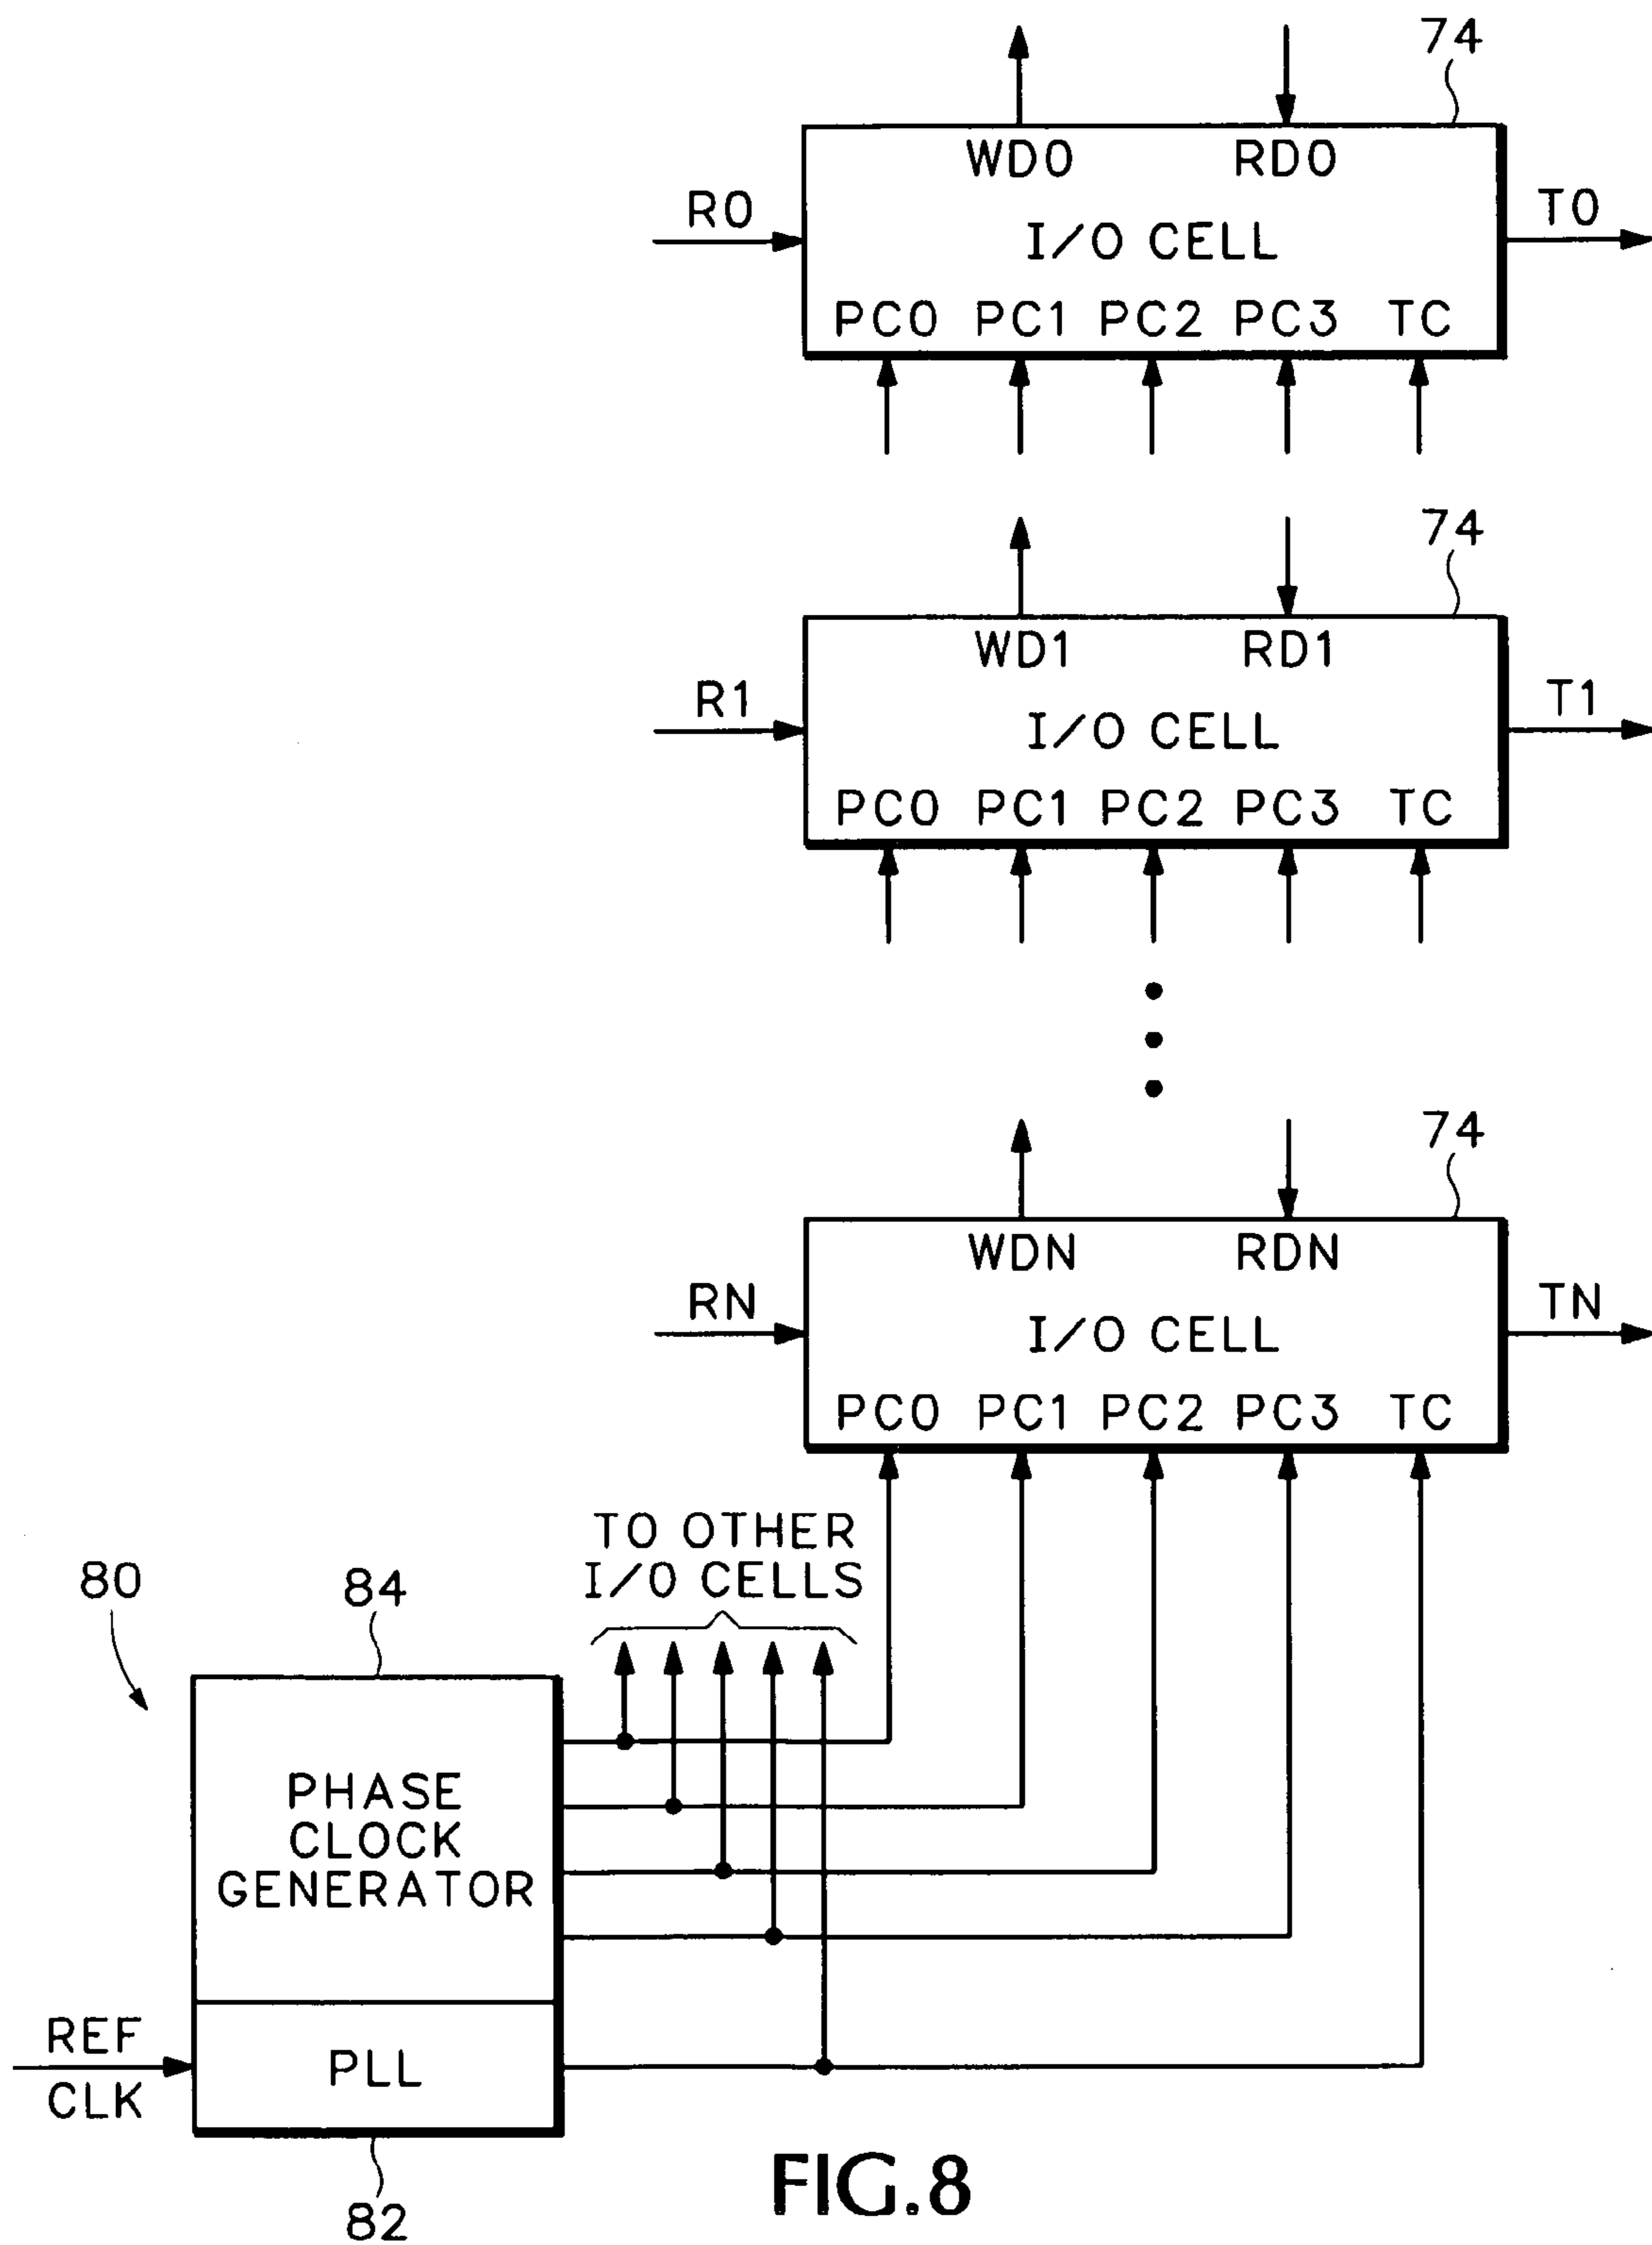 74
WD0 RD0
R0 I/O CELL T0
PC0 PC1 PC2 PC3 TC
74
WD1 RD1
R1 I/O CELL T1
PC0 PC1 PC2 PC3 TC
74
WDN RDN
RN I/O CELL TN
PC0 PC1 PC2 PC3 TC
TO OTHER
I/O CELLS
80
84
PHASE
CLOCK
GENERATOR
REF
CLK
PLL
82
FIG.8